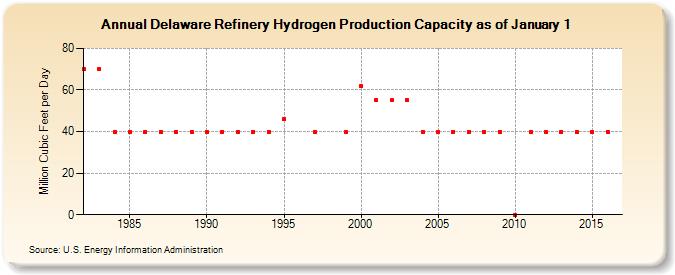 Annual Delaware Refinery Hydrogen Production Capacity as of January 1
Million Cubic Feet per Day
80
60
40
20
0
1985 1990 1995 2000 2005 2010 2015
Source: U.S. Energy Information Administration